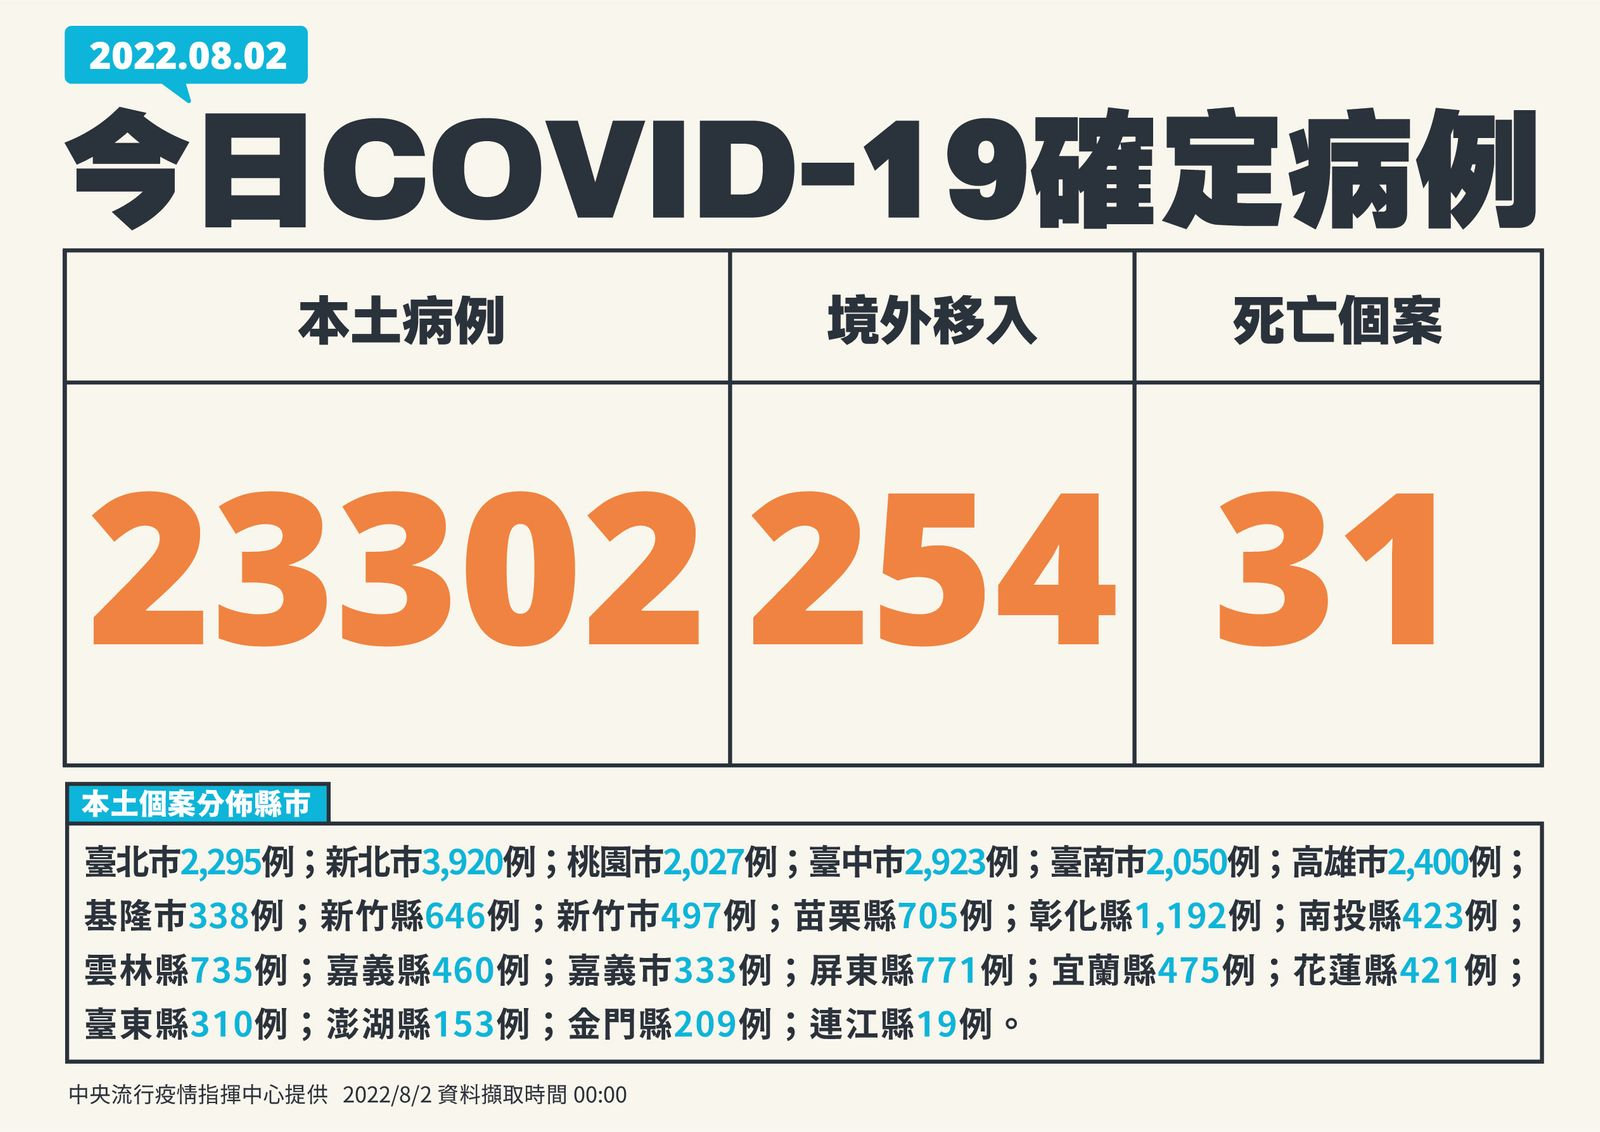 2022.08.02
今日COVID-19確定病例
本土病例 境外移入 死亡個案
23302 254 31
本土個案分佈縣市
臺北市2,295例；新北市3,920例；桃園市2,027例；臺中市2,923例；臺南市2,050例；高雄市2,400例；
基隆市338例；新竹縣646例；新竹市497例；苗栗縣705例；彰化縣1,192例；南投縣423例；
雲林縣735例；嘉義縣460例；嘉義市333例；屏東縣771例；宜蘭縣475例；花蓮縣421例；
臺東縣310例；澎湖縣153例；金門縣209例；連江縣19例。
中央流行疫情指揮中心提供 2022/8/2 資料擷取時間 00:00